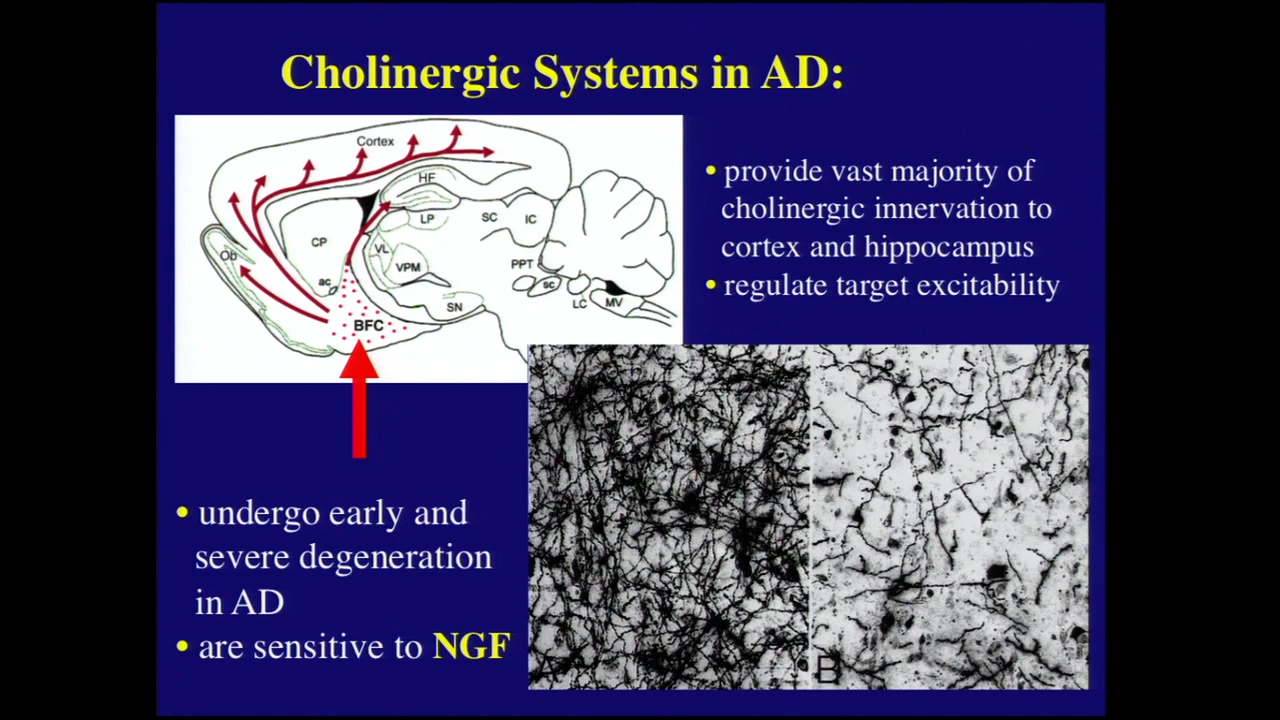 Cholinergic Systems in AD:
Cortex
HF
Ob
CP
LP
SC
IC
VL
VPM
PPT
ac
sc
SN
LC
MV
BFC
• provide vast majority of
cholinergic innervation to
cortex and hippocampus
• regulate target excitability
• undergo early and
severe degeneration
in AD
• are sensitive to NGF
A
B